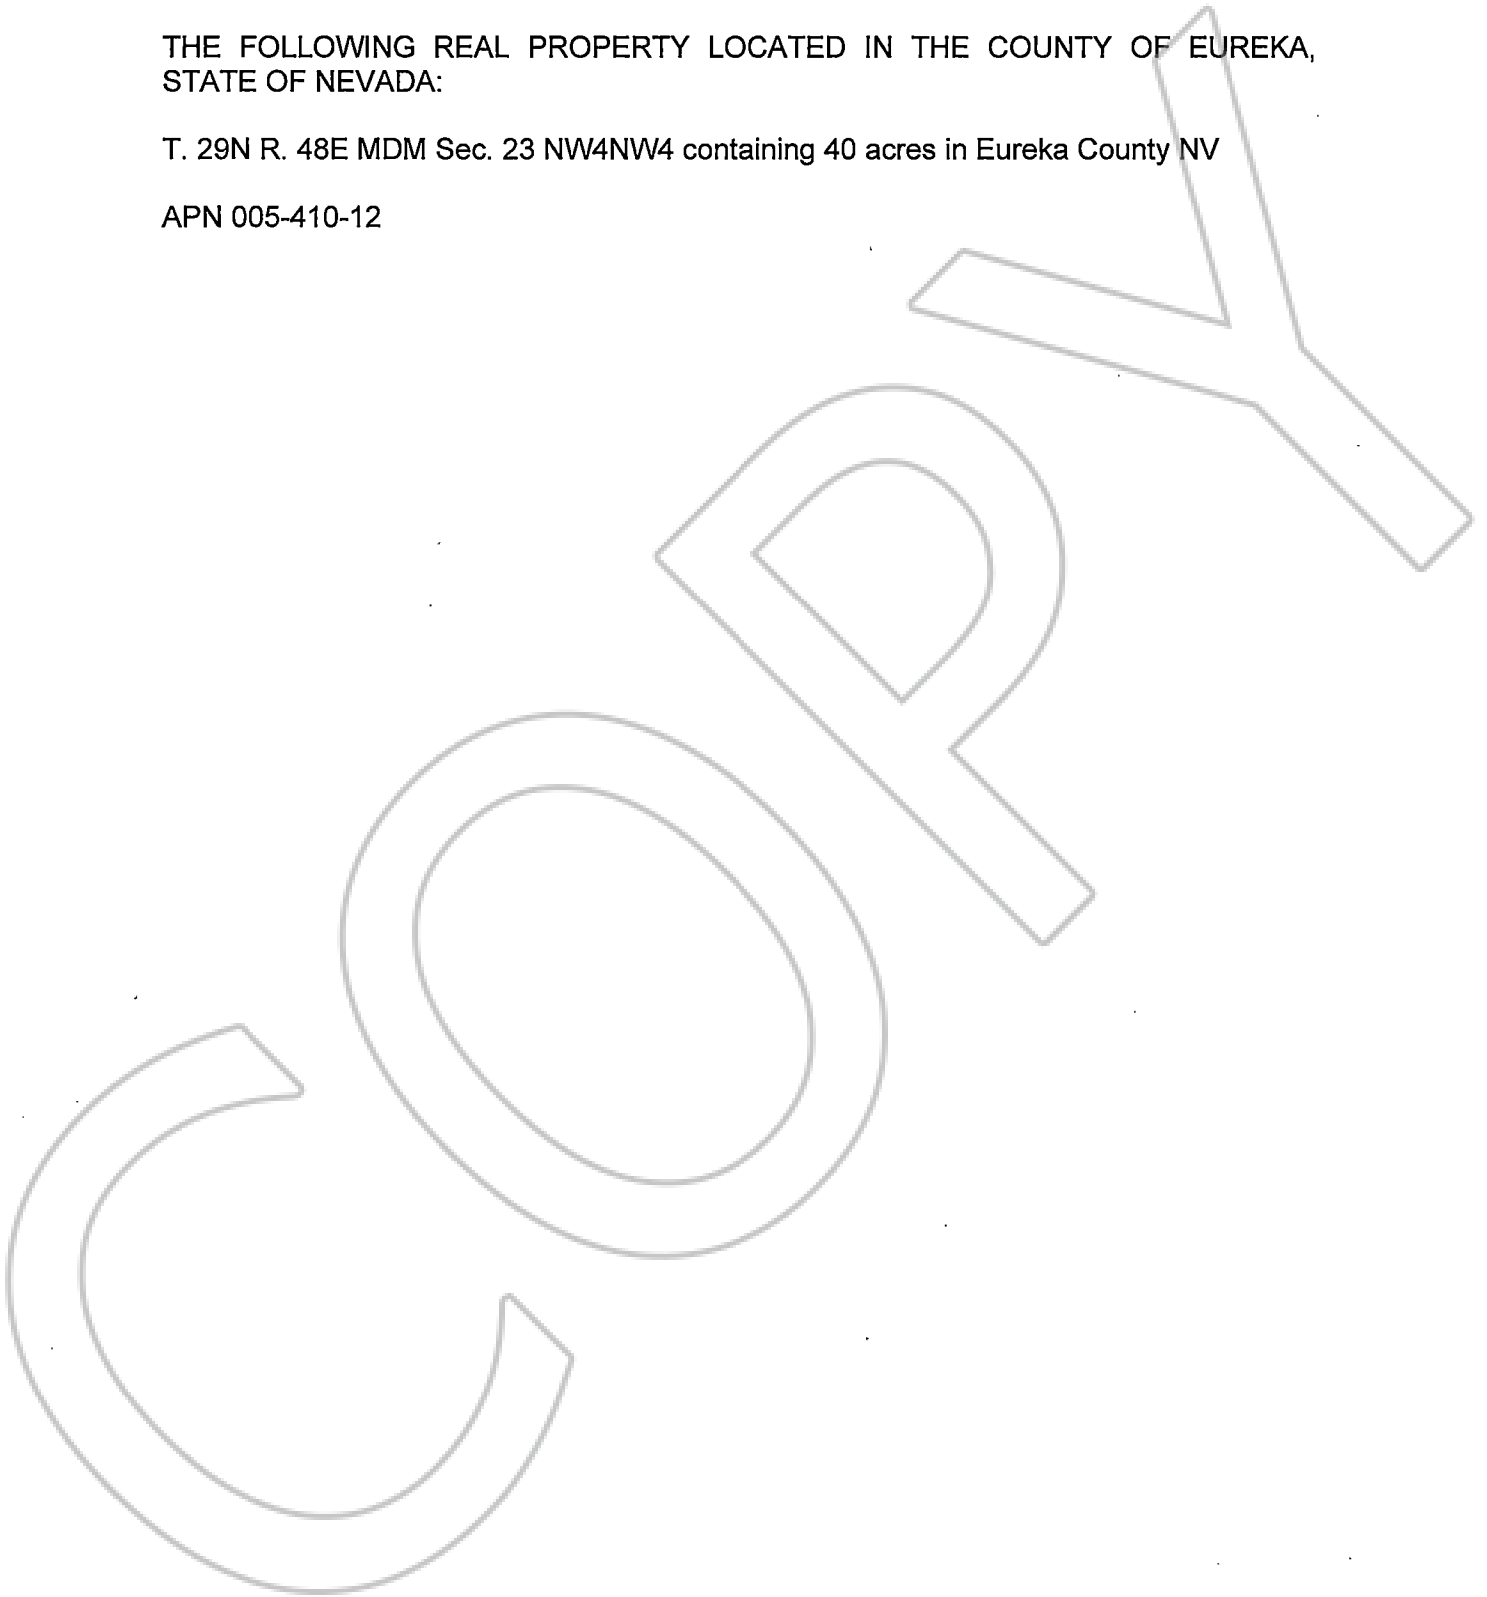 THE FOLLOWING REAL PROPERTY LOCATED IN THE COUNTY OF EUREKA,
STATE OF NEVADA:
T. 29N R. 48E MDM Sec. 23 NW4NW4 containing 40 acres in Eureka County NV
APN 005-410-12
COPY